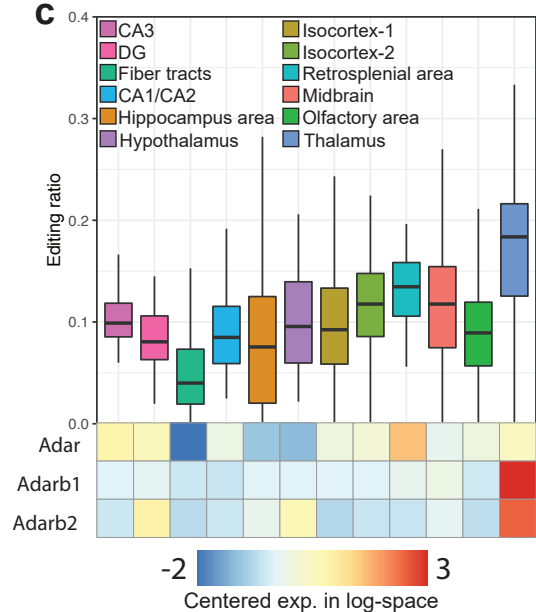 c
CA3
DG
Fiber tracts
CA1/CA2
Hippocampus area
Hypothalamus
Isocortex-1
Isocortex-2
Retrosplenial area
Midbrain
Olfactory area
Thalamus
Editing ratio
0.4
0.3
0.2
0.1
0.0
Adar
Adarb1
Adarb2
-2 3
Centered exp. in log-space